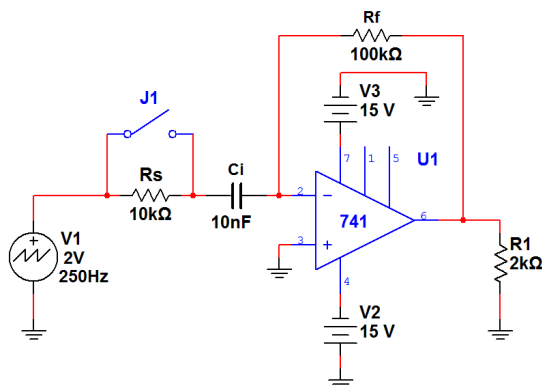 Rf
100kΩ
J1
V3
15 V
U1
7
1
5
Rs
10kΩ
Ci
10nF
2
741
6
3
V1
2V
250Hz
R1
2kΩ
4
V2
15 V